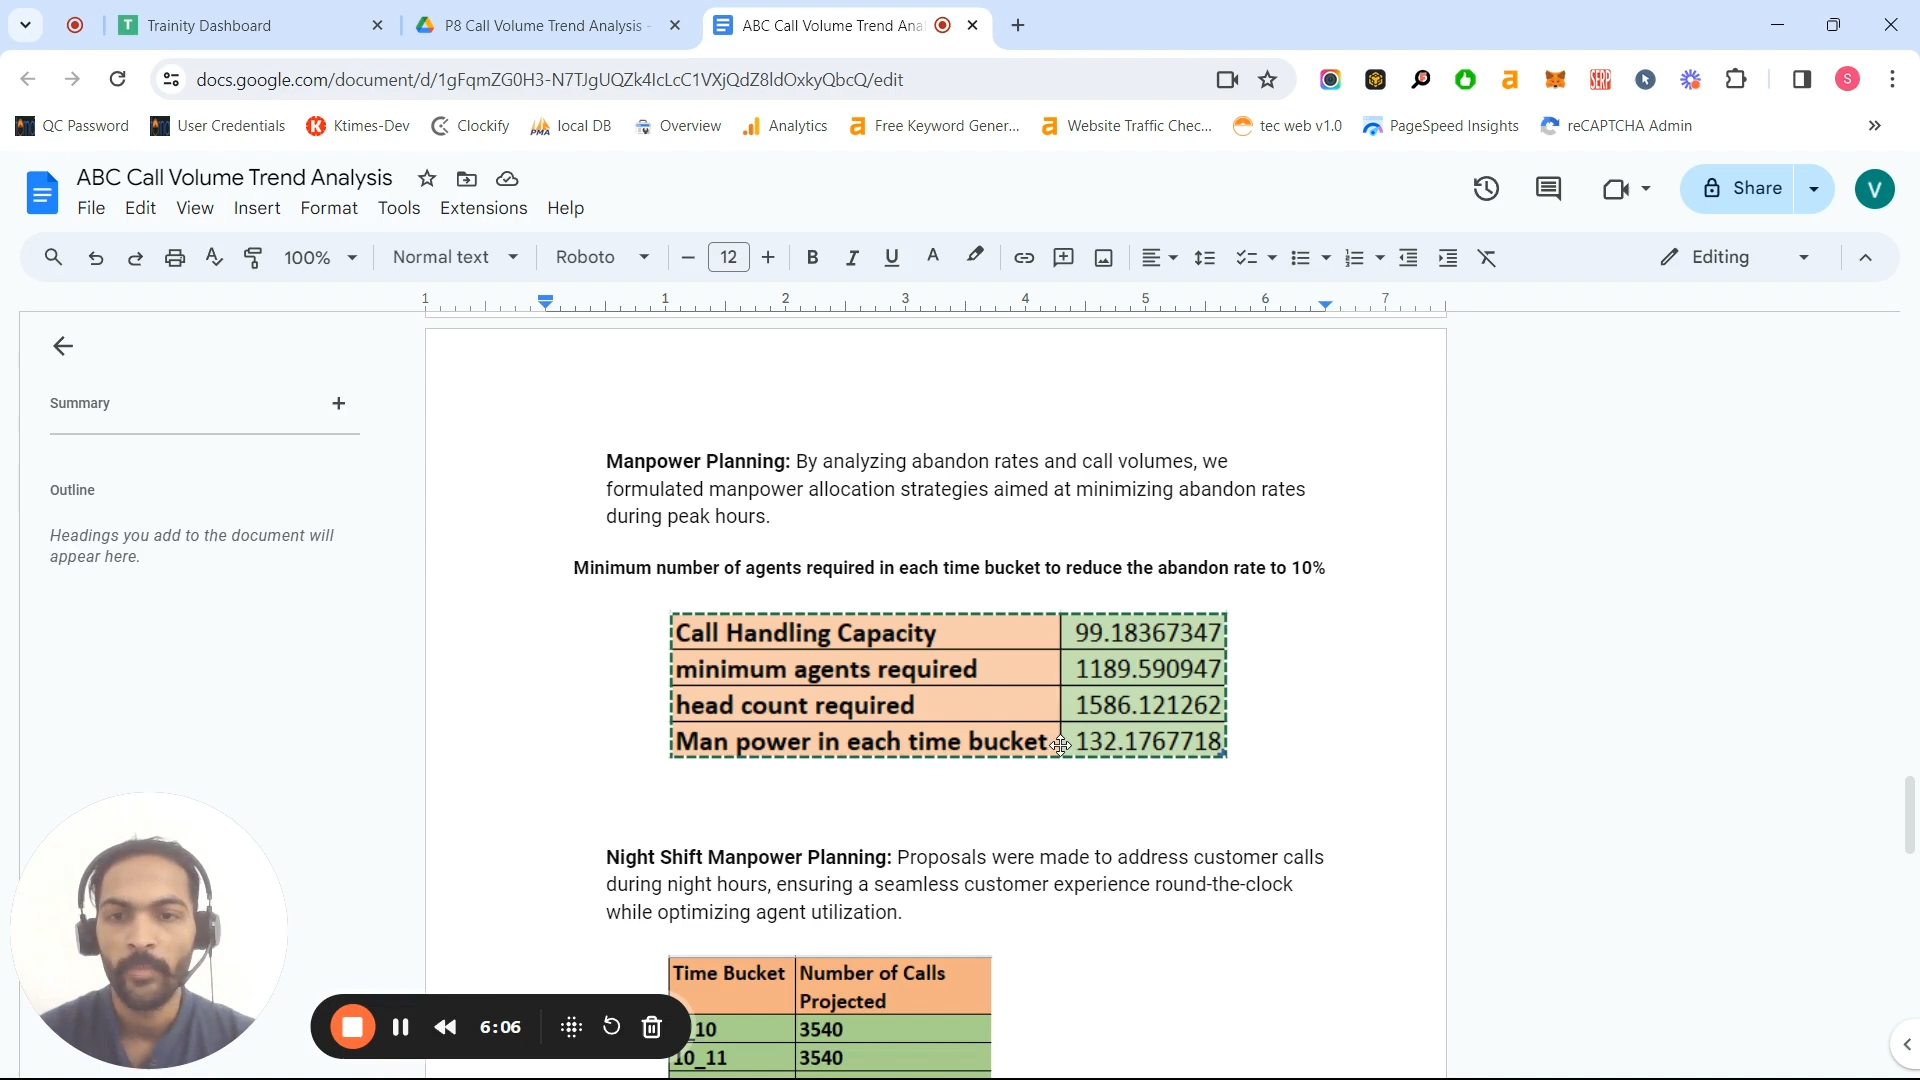 Trainity Dashboard
P8 Call Volume Trend Analysis -
ABC Call Volume Trend Ana
docs.google.com/document/d/1gFqmZG0H3-N7TJgUQZk4IcLcC1VXjQdZ8ldOxkyQbcQ/edit
S
QC Password
User Credentials
Ktimes-Dev
Clockify
local DB
Overview
Analytics
Free Keyword Gener...
Website Traffic Chec...
tec web v1.0
PageSpeed Insights
reCAPTCHA Admin
ABC Call Volume Trend Analysis
File Edit View Insert Format Tools Extensions Help
Share
V
100% Normal text Roboto 12 Editing
1 1 2 3 4 5 6 7
Summary
Outline
Headings you add to the document will
appear here.
Manpower Planning: By analyzing abandon rates and call volumes, we
formulated manpower allocation strategies aimed at minimizing abandon rates
during peak hours.
Minimum number of agents required in each time bucket to reduce the abandon rate to 10%
Call Handling Capacity 99.18367347
minimum agents required 1189.590947
head count required 1586.121262
Man power in each time bucket 132.1767718
Night Shift Manpower Planning: Proposals were made to address customer calls
during night hours, ensuring a seamless customer experience round-the-clock
while optimizing agent utilization.
Time Bucket Number of Calls
Projected
_10 3540
10_11 3540
6:06